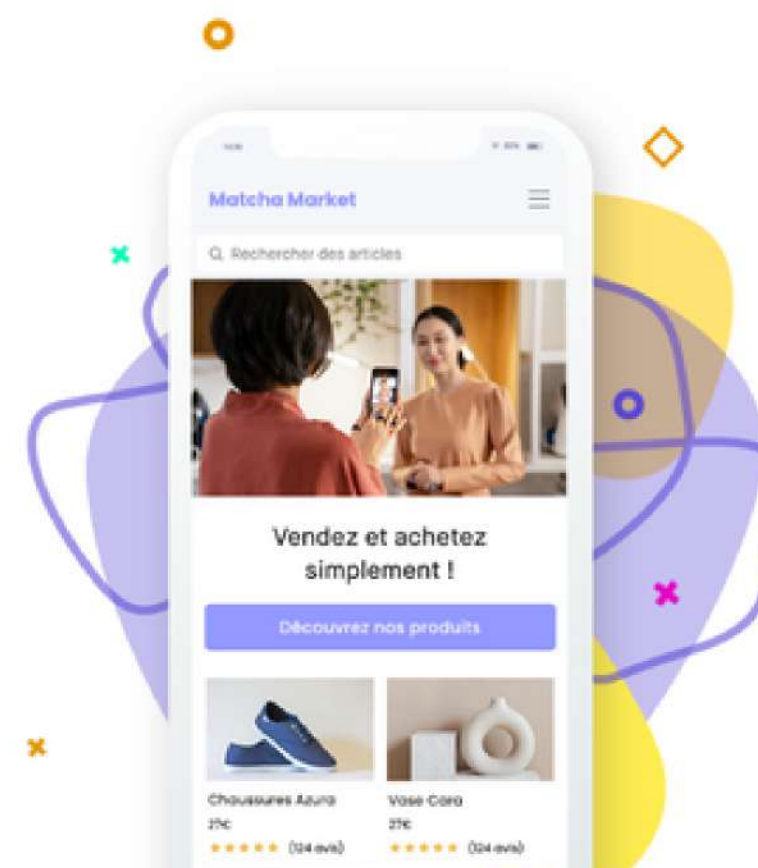 Matcha Market
Rechercher des articles
Vendez et achetez
simplement !
Découvrez nos produits
Chaussures Azura
Vase Cara
27€
27€
(124 avis)
(124 avis)